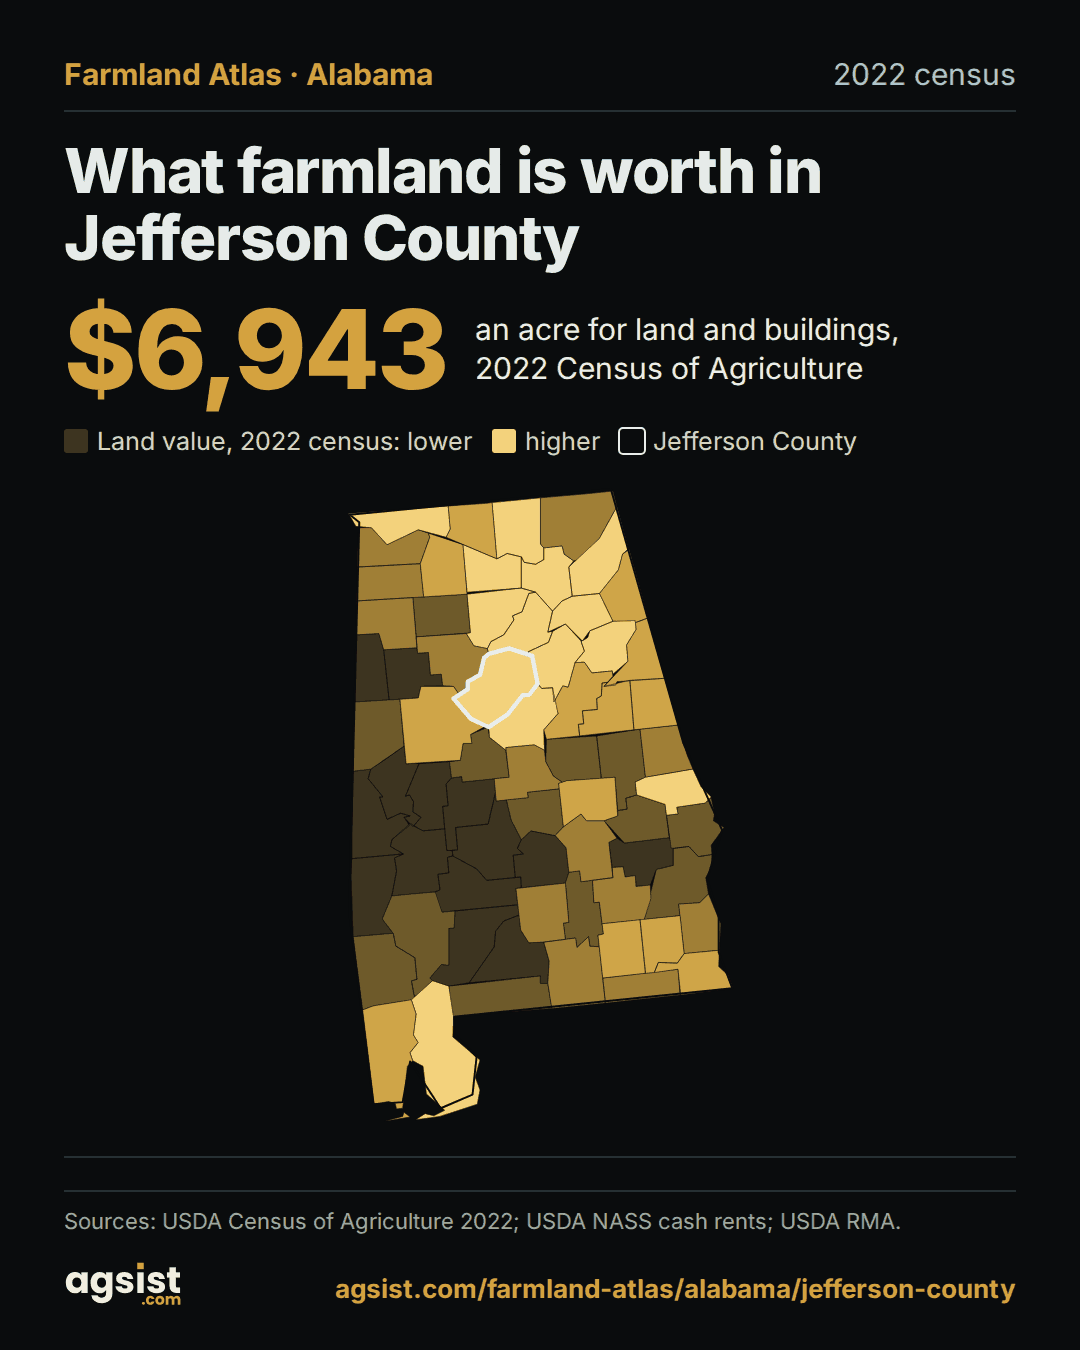 Farmland Atlas · Alabama
2022 census
What farmland is worth in
Jefferson County
$6,943
an acre for land and buildings,
2022 Census of Agriculture
Land value, 2022 census: lower
higher
Jefferson County
Sources: USDA Census of Agriculture 2022; USDA NASS cash rents; USDA RMA.
agsist
.com
agsist.com/farmland-atlas/alabama/jefferson-county